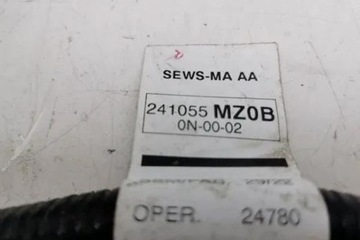 SEWS-MA AA
241055 MZ0B
0N-00-02
OPER. 24780